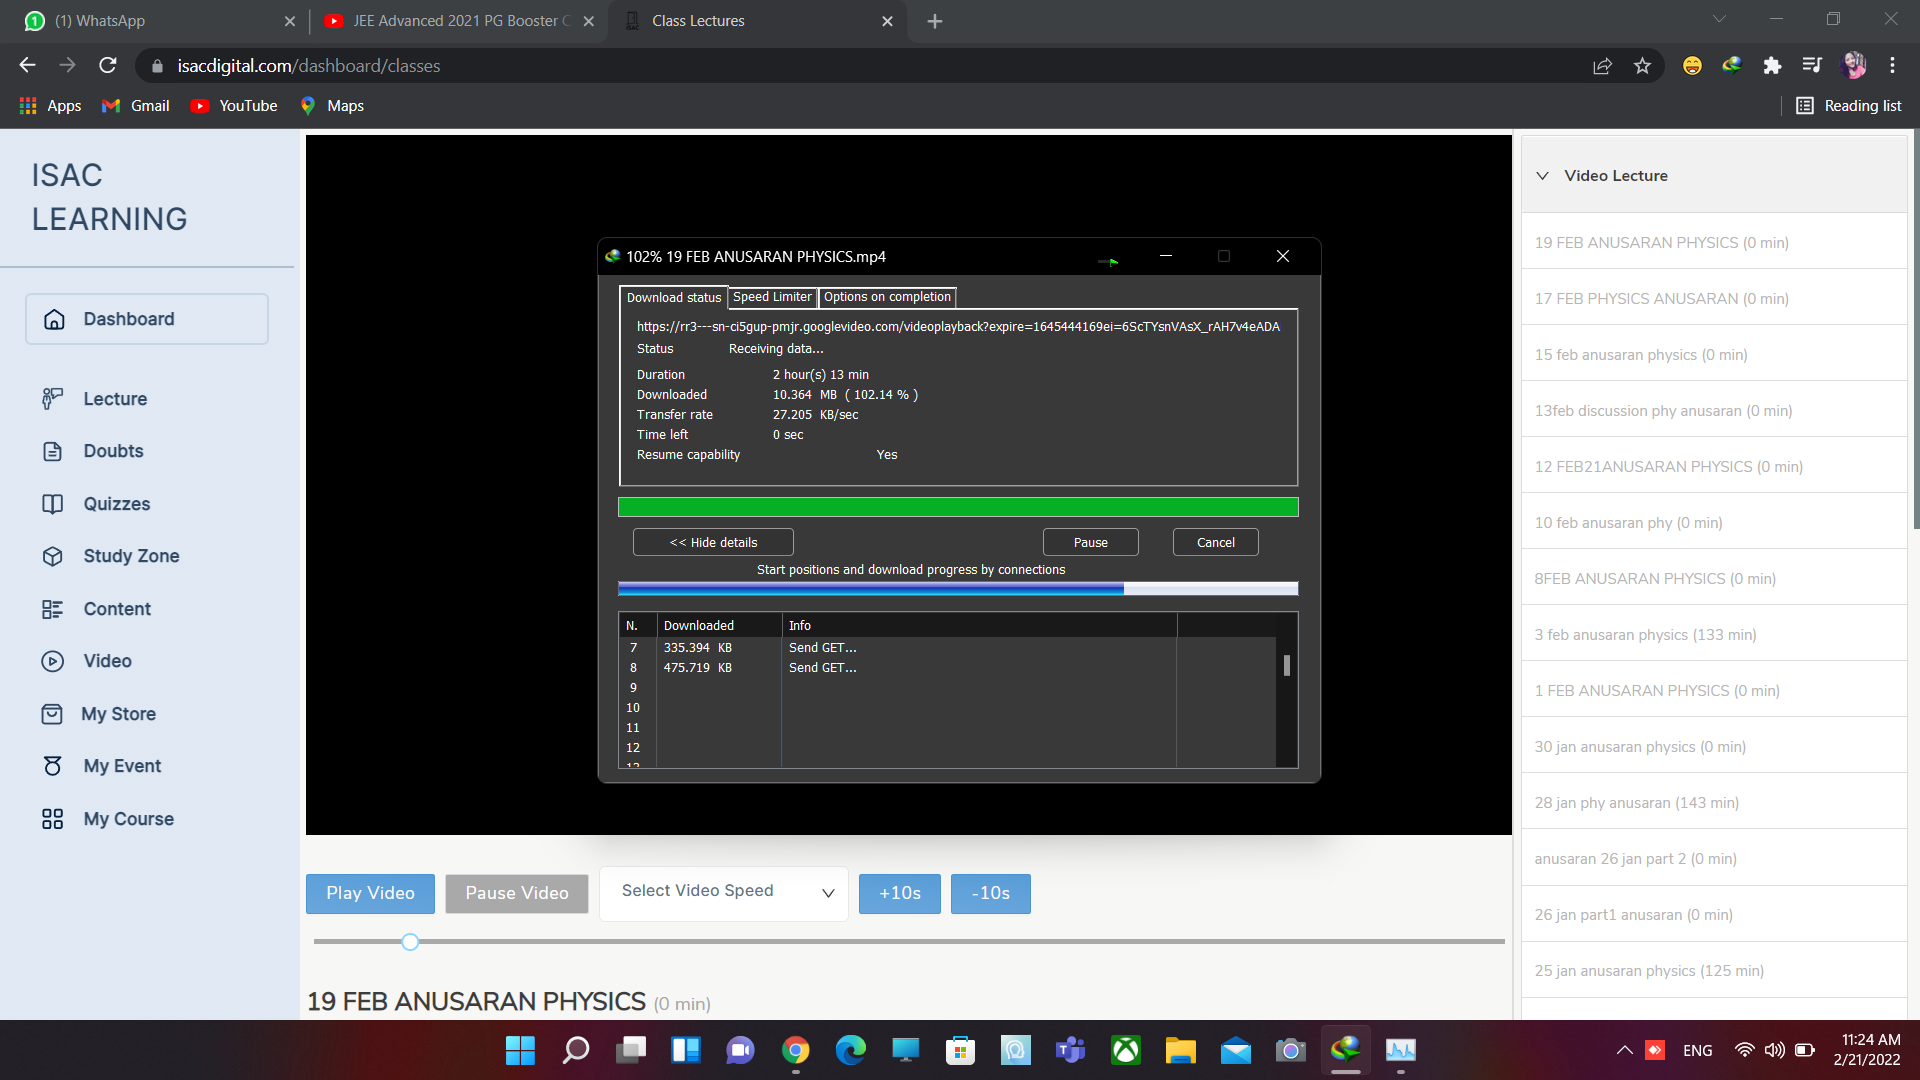 (1) WhatsApp
JEE Advanced 2021 PG Booster C
Class Lectures
isacdigital.com/dashboard/classes
Apps
Gmail
YouTube
Maps
Reading list
ISAC
LEARNING
Dashboard
Lecture
Doubts
Quizzes
Study Zone
Content
Video
My Store
My Event
My Course
102% 19 FEB ANUSARAN PHYSICS.mp4
Download status
Speed Limiter
Options on completion
https://rr3---sn-ci5gup-pmjr.googlevideo.com/videoplayback?expire=1645444169ei=6ScTYsnVAsX_rAH7v4eADA
Status Receiving data...
Duration 2 hour(s) 13 min
Downloaded 10.364 MB ( 102.14 % )
Transfer rate 27.205 KB/sec
Time left 0 sec
Resume capability Yes
<< Hide details
Pause
Cancel
Start positions and download progress by connections
N. Downloaded Info
7 335.394 KB Send GET...
8 475.719 KB Send GET...
9
10
11
12
13
Play Video
Pause Video
Select Video Speed
+10s
-10s
19 FEB ANUSARAN PHYSICS (0 min)
Video Lecture
19 FEB ANUSARAN PHYSICS (0 min)
17 FEB PHYSICS ANUSARAN (0 min)
15 feb anusaran physics (0 min)
13feb discussion phy anusaran (0 min)
12 FEB21ANUSARAN PHYSICS (0 min)
10 feb anusaran phy (0 min)
8FEB ANUSARAN PHYSICS (0 min)
3 feb anusaran physics (133 min)
1 FEB ANUSARAN PHYSICS (0 min)
30 jan anusaran physics (0 min)
28 jan phy anusaran (143 min)
anusaran 26 jan part 2 (0 min)
26 jan part1 anusaran (0 min)
25 jan anusaran physics (125 min)
ENG
11:24 AM
2/21/2022